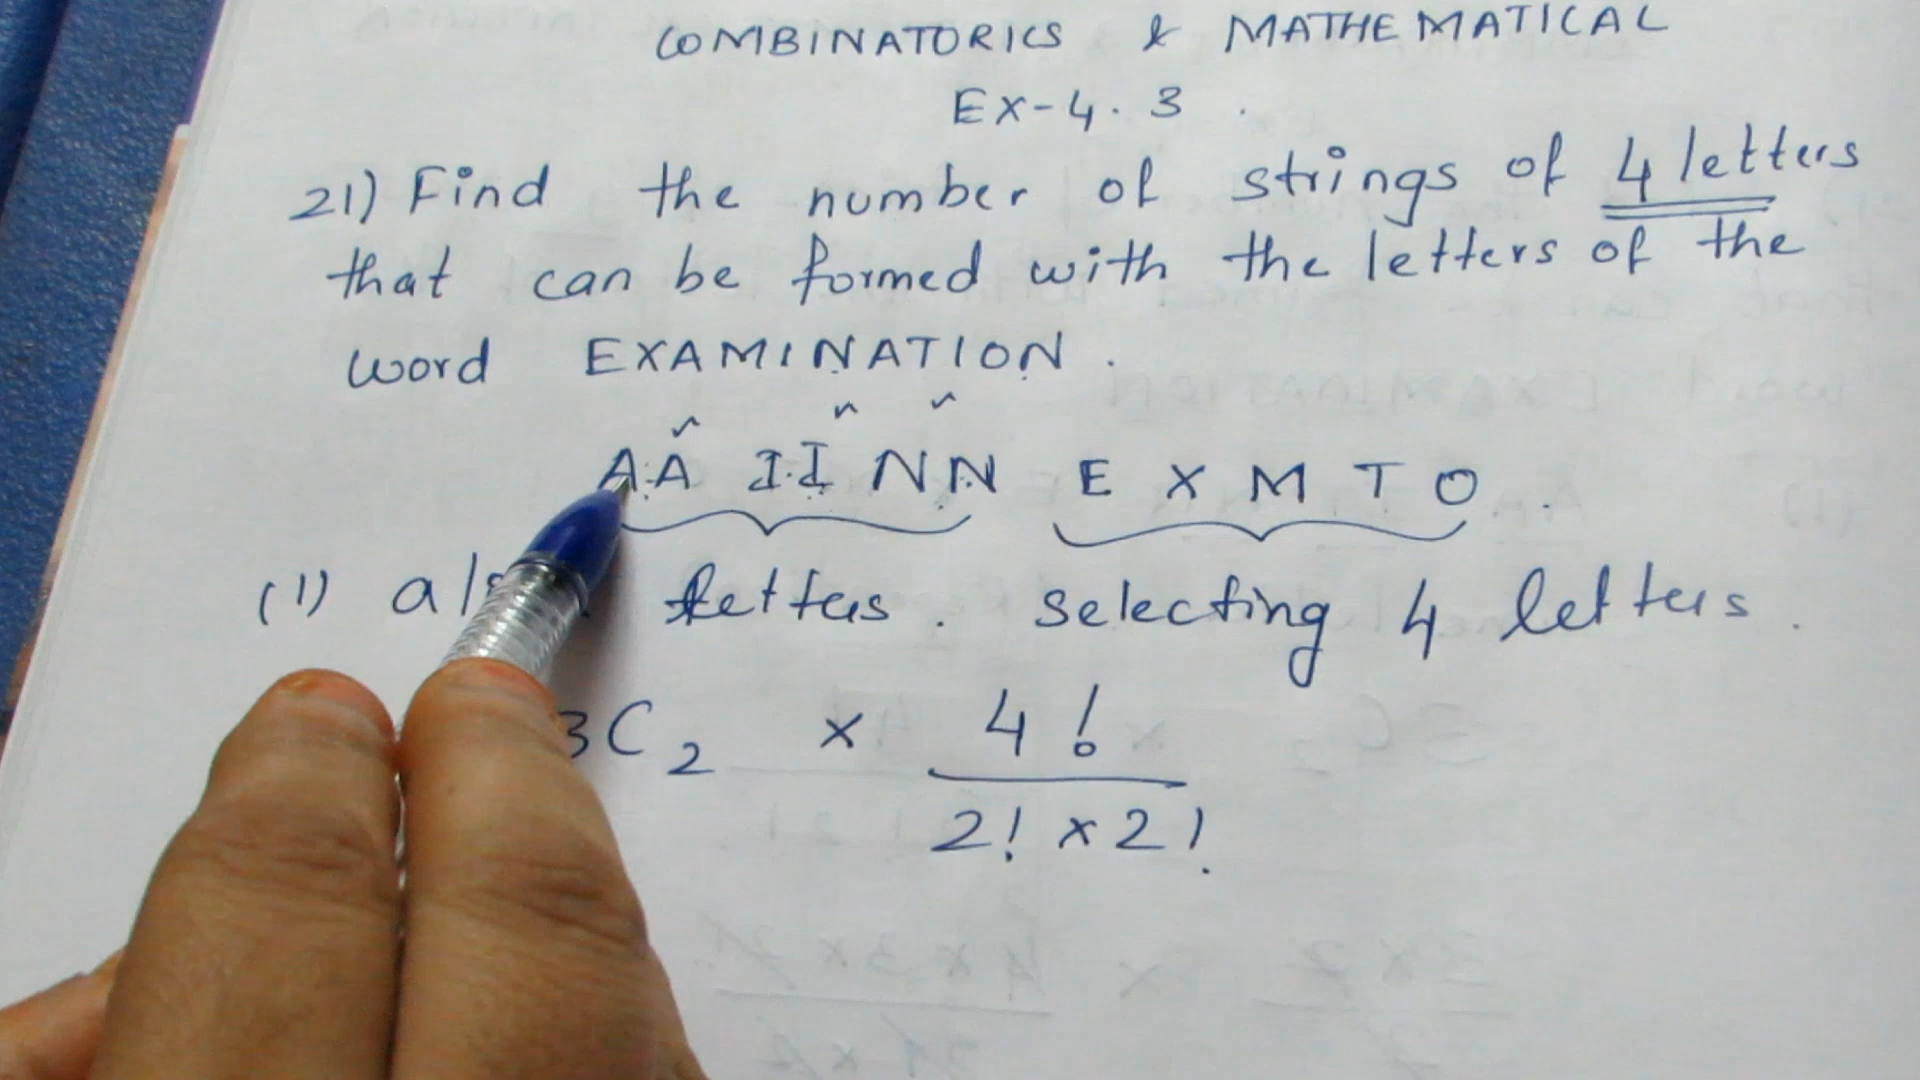 COMBINATORICS & MATHEMATICAL
EX-4.3.
21) Find the number of strings of 4 letters
that can be formed with the letters of the
word EXAMINATION.
AA II NN E X M T O.
(1) letters. selecting 4 letters.
3C2 x 4!
2! x 2!